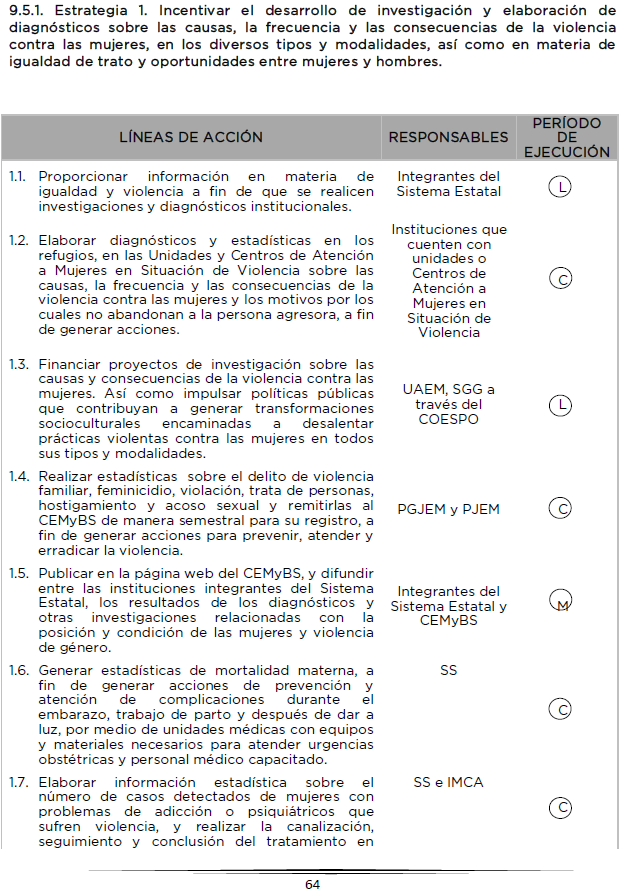 9.5.1. Estrategia 1. Incentivar el desarrollo de investigación y elaboración de
diagnósticos sobre las causas, la frecuencia y las consecuencias de la violencia
contra las mujeres, en los diversos tipos y modalidades, así como en materia de
igualdad de trato y oportunidades entre mujeres y hombres.
LÍNEAS DE ACCIÓN
RESPONSABLES
PERÍODO
DE
EJECUCIÓN
1.1. Proporcionar información en materia de
igualdad y violencia a fin de que se realicen
investigaciones y diagnósticos institucionales.
Integrantes del
Sistema Estatal
L
1.2. Elaborar diagnósticos y estadísticas en los
refugios, en las Unidades y Centros de Atención
a Mujeres en Situación de Violencia sobre las
causas, la frecuencia y las consecuencias de la
violencia contra las mujeres y los motivos por los
cuales no abandonan a la persona agresora, a fin
de generar acciones.
Instituciones que
cuenten con
unidades o
Centros de
Atención a
Mujeres en
Situación de
Violencia
C
1.3. Financiar proyectos de investigación sobre las
causas y consecuencias de la violencia contra las
mujeres. Así como impulsar políticas públicas
que contribuyan a generar transformaciones
socioculturales encaminadas a desalentar
prácticas violentas contra las mujeres en todos
sus tipos y modalidades.
UAEM, SGG a
través del
COESPO
L
1.4. Realizar estadísticas sobre el delito de violencia
familiar, feminicidio, violación, trata de personas,
hostigamiento y acoso sexual y remitirlas al
CEMyBS de manera semestral para su registro, a
fin de generar acciones para prevenir, atender y
erradicar la violencia.
PGJEM y PJEM
C
1.5. Publicar en la página web del CEMyBS, y difundir
entre las instituciones integrantes del Sistema
Estatal, los resultados de los diagnósticos y
otras investigaciones relacionadas con la
posición y condición de las mujeres y violencia
de género.
Integrantes del
Sistema Estatal y
CEMyBS
M
1.6. Generar estadísticas de mortalidad materna, a
fin de generar acciones de prevención y
atención de complicaciones durante el
embarazo, trabajo de parto y después de dar a
luz, por medio de unidades médicas con equipos
y materiales necesarios para atender urgencias
obstétricas y personal médico capacitado.
SS
C
1.7. Elaborar información estadística sobre el
número de casos detectados de mujeres con
problemas de adicción o psiquiátricos que
sufren violencia, y realizar la canalización,
seguimiento y conclusión del tratamiento en
SS e IMCA
C
64